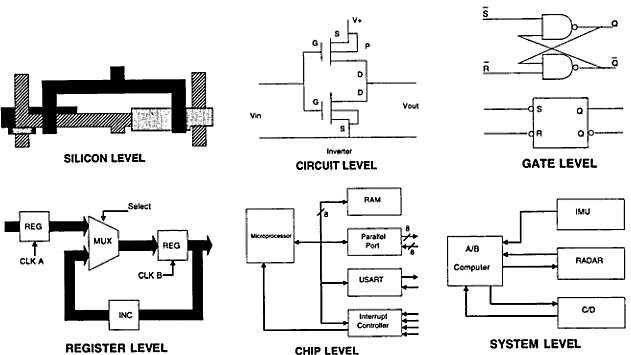 SILICON LEVEL
V+
S
G
P
D
D
G
Vin
Vout
S
Inverter
CIRCUIT LEVEL
S
Q
R
Q
S
Q
R
Q
GATE LEVEL
REG
CLK A
Select
MUX
REG
CLK B
INC
REGISTER LEVEL
RAM
8
Microprocessor
Parallel
Port
8
8
USART
Interrupt
Controller
CHIP LEVEL
IMU
A/B
Computer
RADAR
C/D
SYSTEM LEVEL